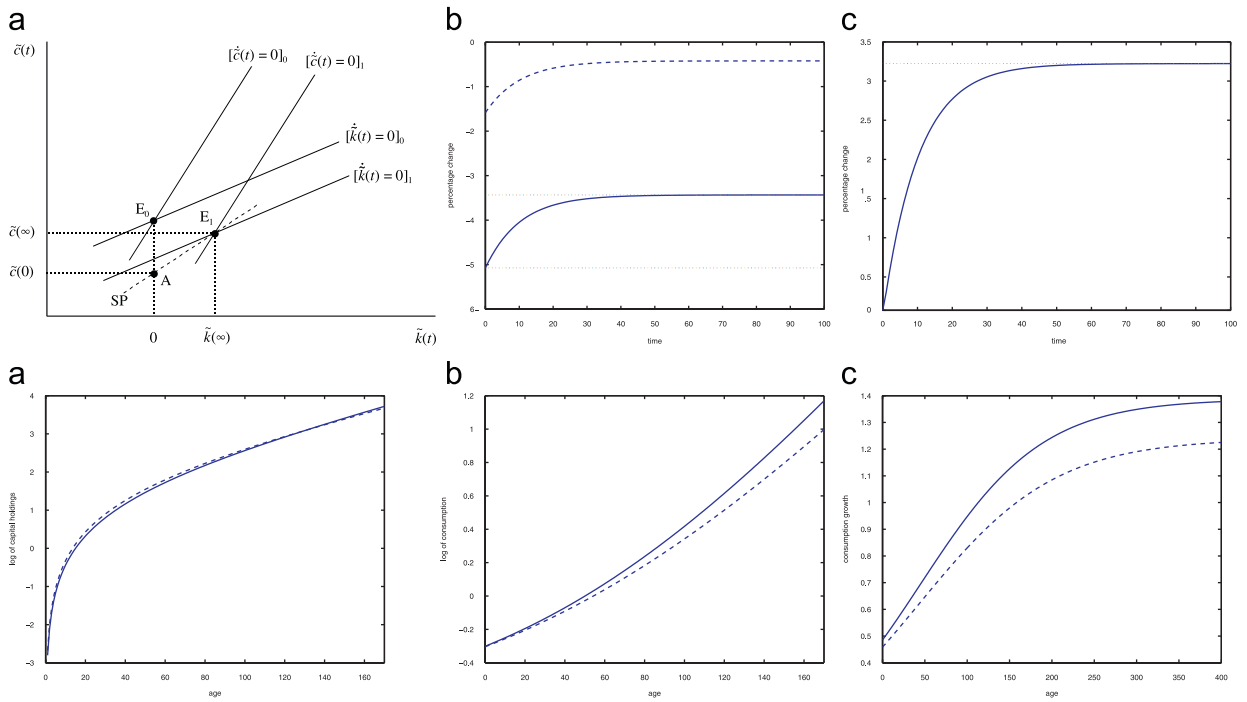 a
c̃(t)
[c̃̇(t) = 0]₀
[c̃̇(t) = 0]₁
[k̃̇(t) = 0]₀
[k̃̇(t) = 0]₁
E₀
E₁
c̃(∞)
c̃(0)
A
SP
0
k̃(∞)
k̃(t)
b
percentage change
0
−1
−2
−3
−4
−5
6−
0 10 20 30 40 50 60 70 80 90 100
time
c
percentage change
3.5
3
2.5
2
1
1.5
0.5
0
0 10 20 30 40 50 60 70 80 90 100
time
a
log of capital holdings
4
3
2
1
0
−1
−2
−3
0 20 40 60 80 100 120 140 160
age
b
log of consumption
1.2
1
0.8
0.6
0.4
0.2
0
−0.2
−0.4
0 20 40 60 80 100 120 140 160
age
c
consumption growth
1.4
1.3
1.2
1.1
1
0.9
0.8
0.7
0.6
0.5
0.4
0 50 100 150 200 250 300 350 400
age